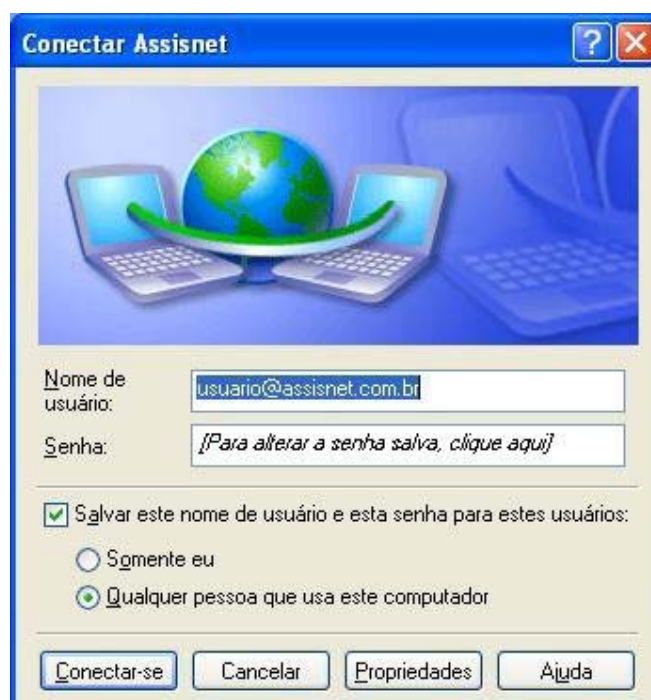 Conectar Assisnet
Nome de
usuário:
usuario@assisnet.com.br
Senha:
[Para alterar a senha salva, clique aqui]
Salvar este nome de usuário e esta senha para estes usuários:
Somente eu
Qualquer pessoa que usa este computador
Conectar-se Cancelar Propriedades Ajuda